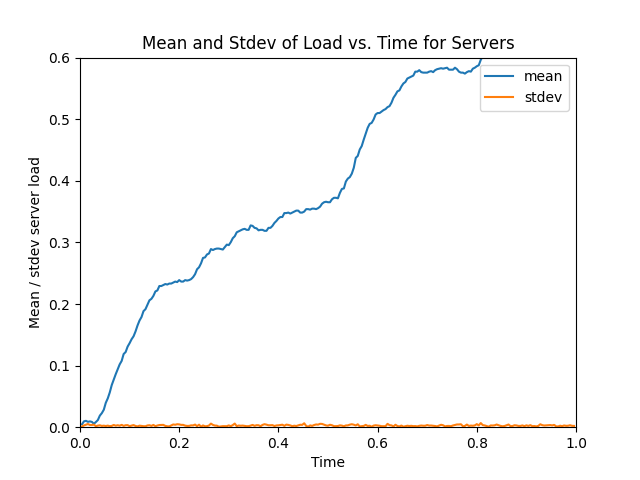 Mean and Stdev of Load vs. Time for Servers
mean
stdev
Mean / stdev server load
0.6
0.5
0.4
0.3
0.2
0.1
0.0
0.0 0.2 0.4 0.6 0.8 1.0
Time